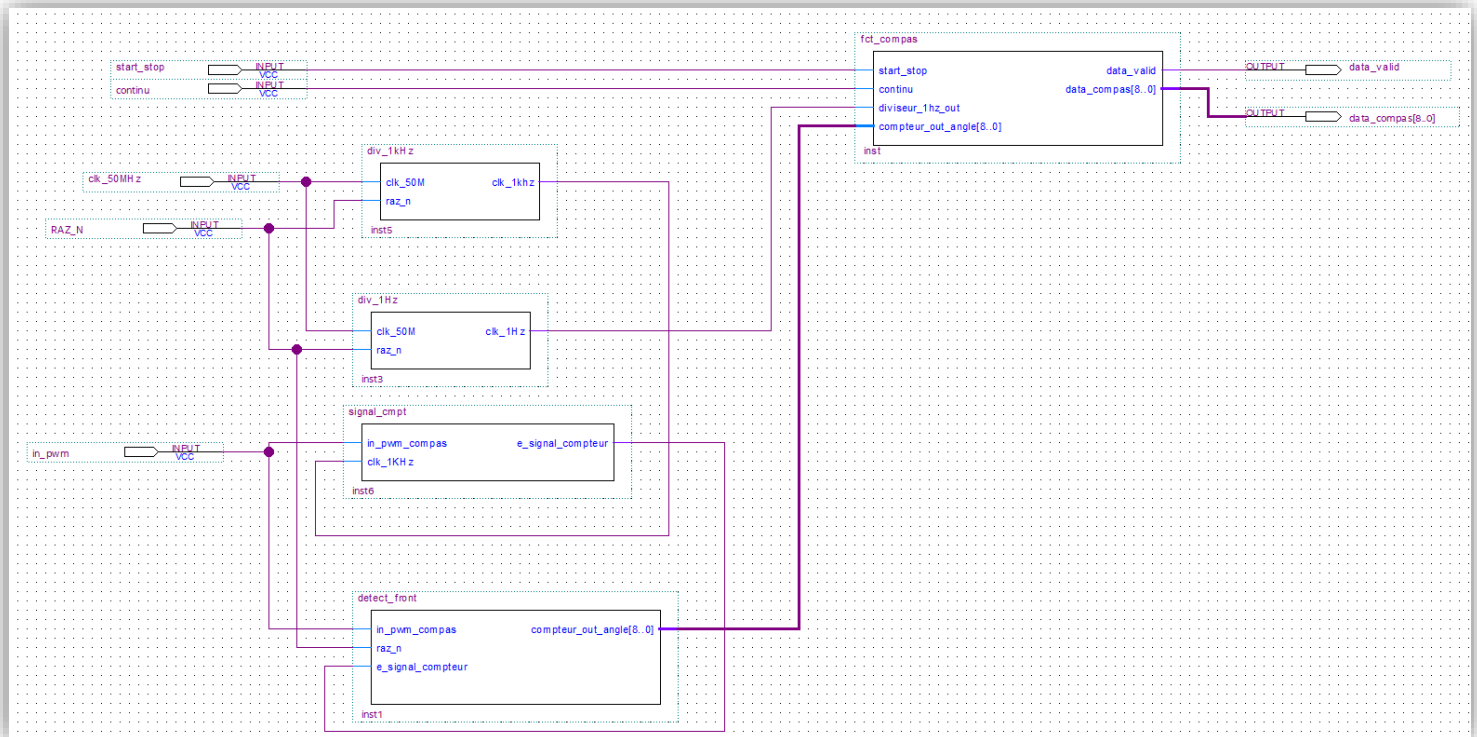 fct_compas
start_stop
INPUT
VCC
continu
INPUT
VCC
start_stop
data_valid
continu
data_compas[8..0]
diviseur_1hz_out
compteur_out_angle[8..0]
inst
OUTPUT
data_valid
OUTPUT
data_compas[8..0]
div_1kHz
clk_50MHz
INPUT
VCC
clk_50M
clk_1khz
raz_n
inst5
RAZ_N
INPUT
VCC
div_1Hz
clk_50M
clk_1Hz
raz_n
inst3
signal_cmpt
in_pwm
INPUT
VCC
in_pwm_compas
e_signal_compteur
clk_1KHz
inst6
detect_front
in_pwm_compas
compteur_out_angle[8..0]
raz_n
e_signal_compteur
inst1